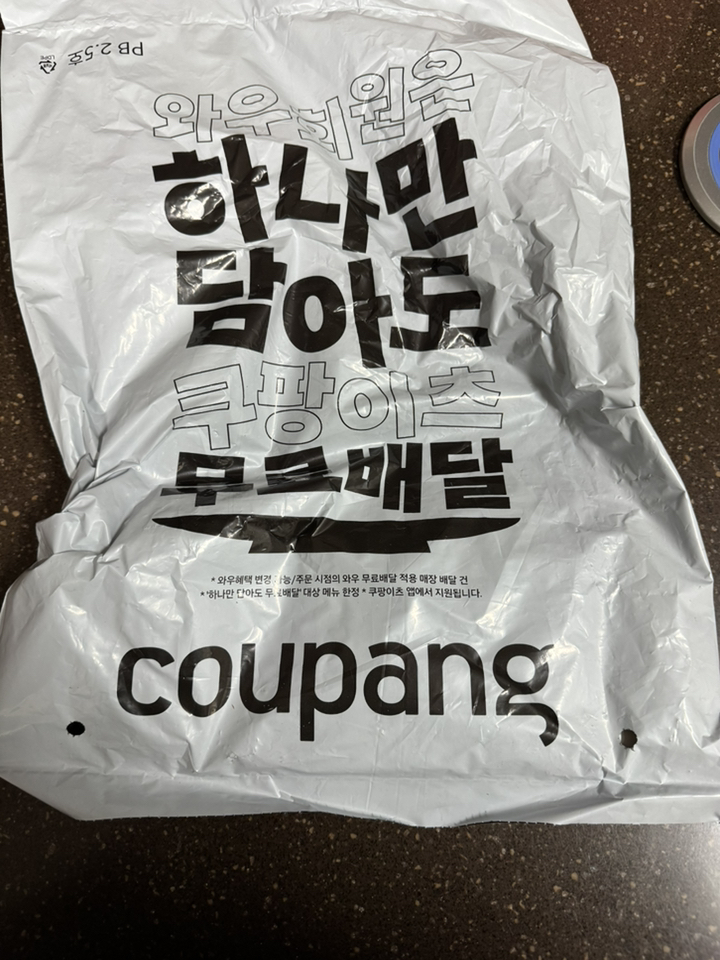 PB 2.5호
LDPE
와우회원은
하나만
담아도
쿠팡이츠
무료배달
* 와우혜택 변경 가능/주문 시점의 와우 무료배달 적용 매장 배달 건
* '하나만 담아도 무료배달' 대상 메뉴 한정 * 쿠팡이츠 앱에서 지원됩니다.
coupang